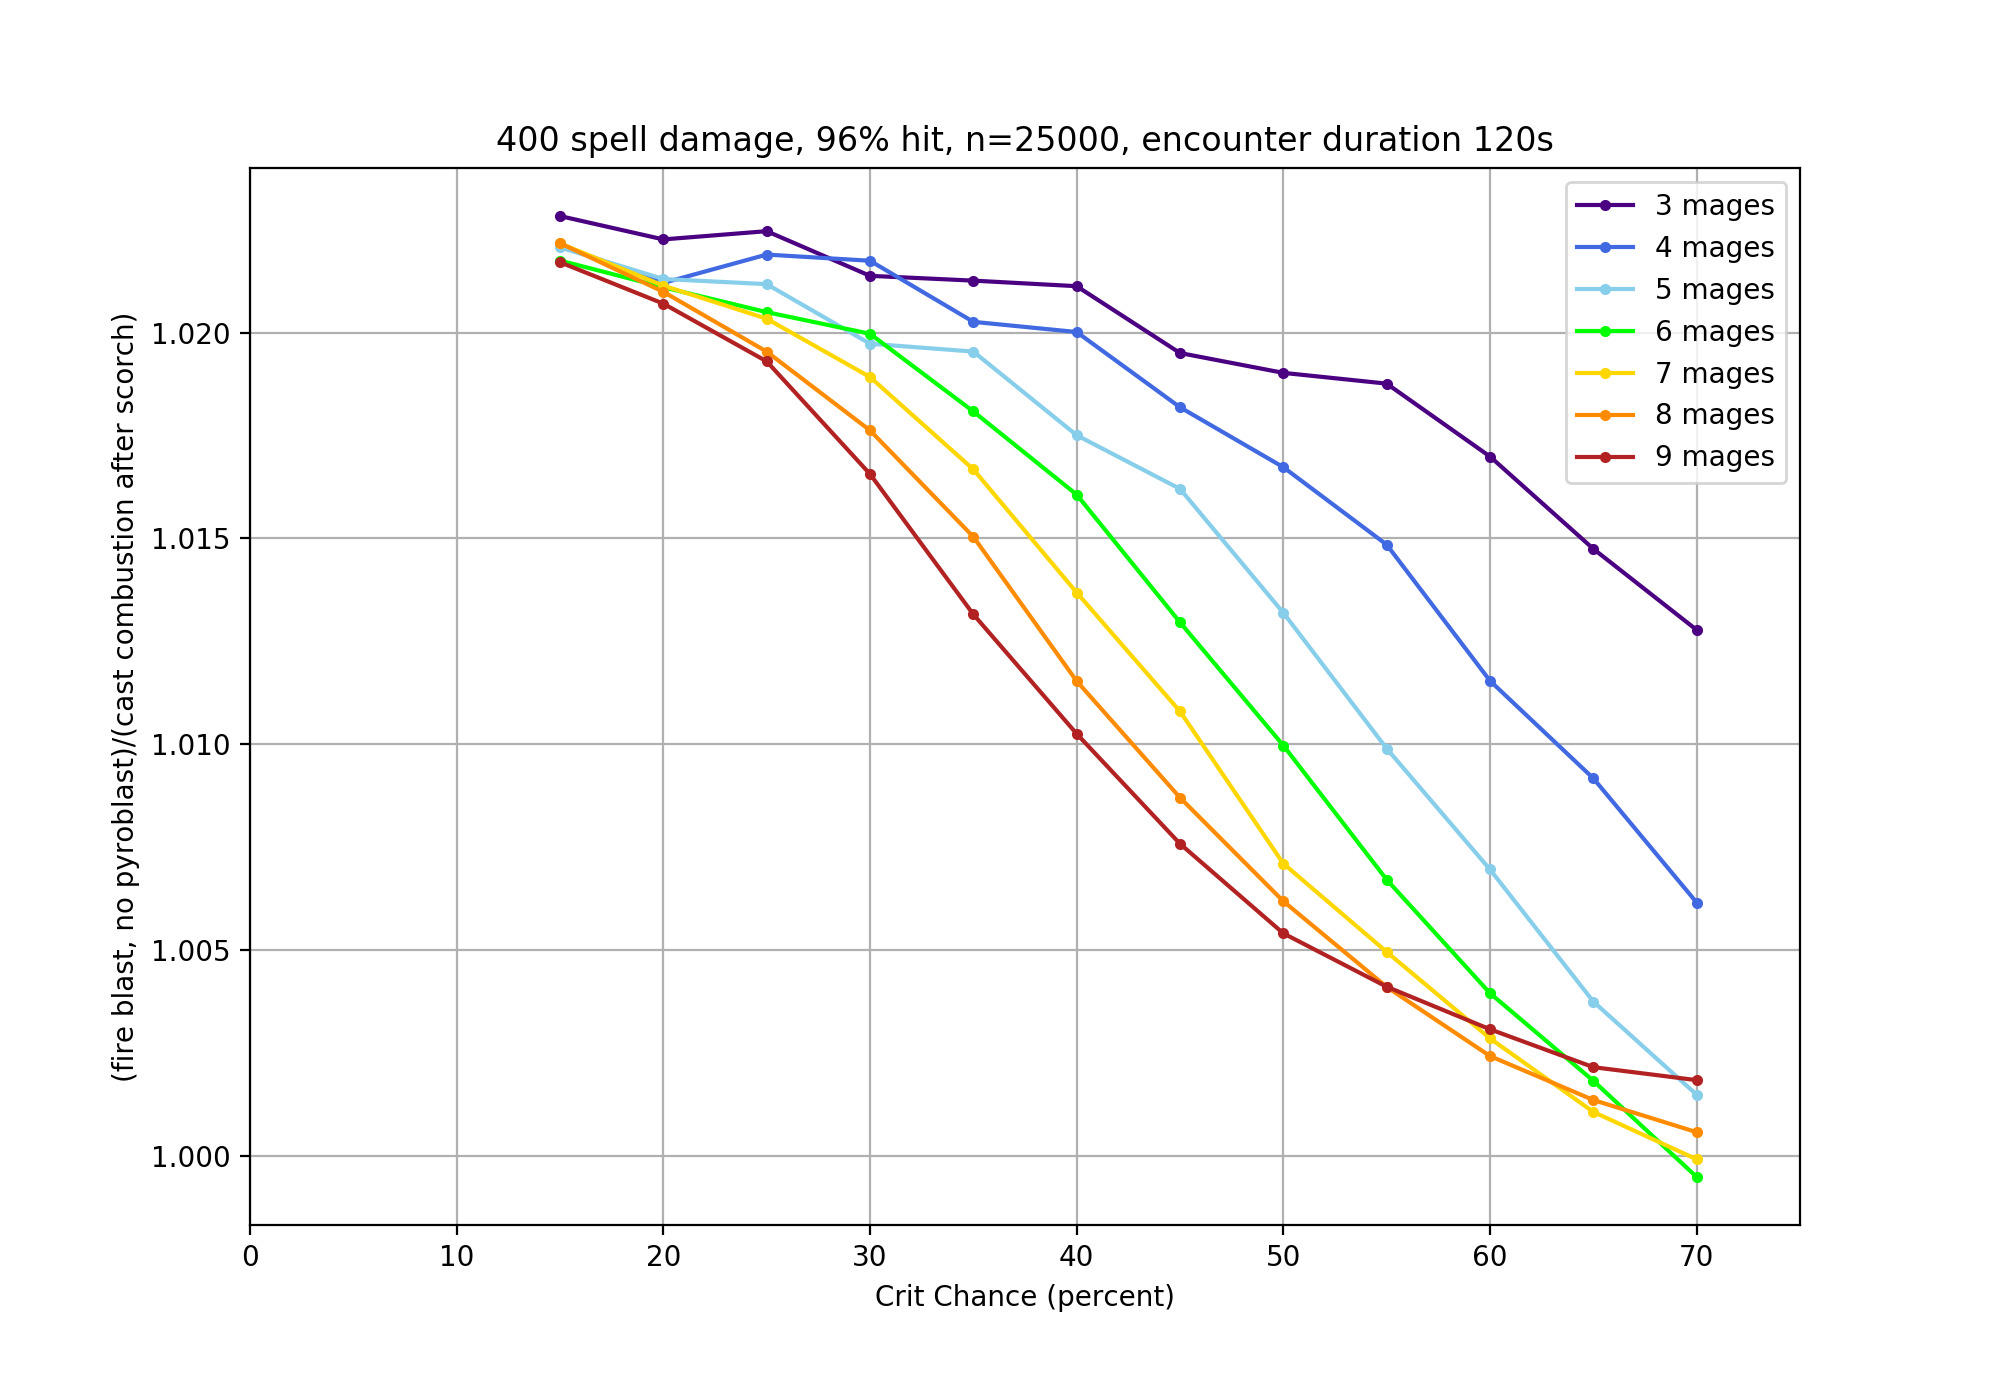 400 spell damage, 96% hit, n=25000, encounter duration 120s
(fire blast, no pyroblast)/(cast combustion after scorch)
1.020
1.015
1.010
1.005
1.000
3 mages
4 mages
5 mages
6 mages
7 mages
8 mages
9 mages
0 10 20 30 40 50 60 70
Crit Chance (percent)